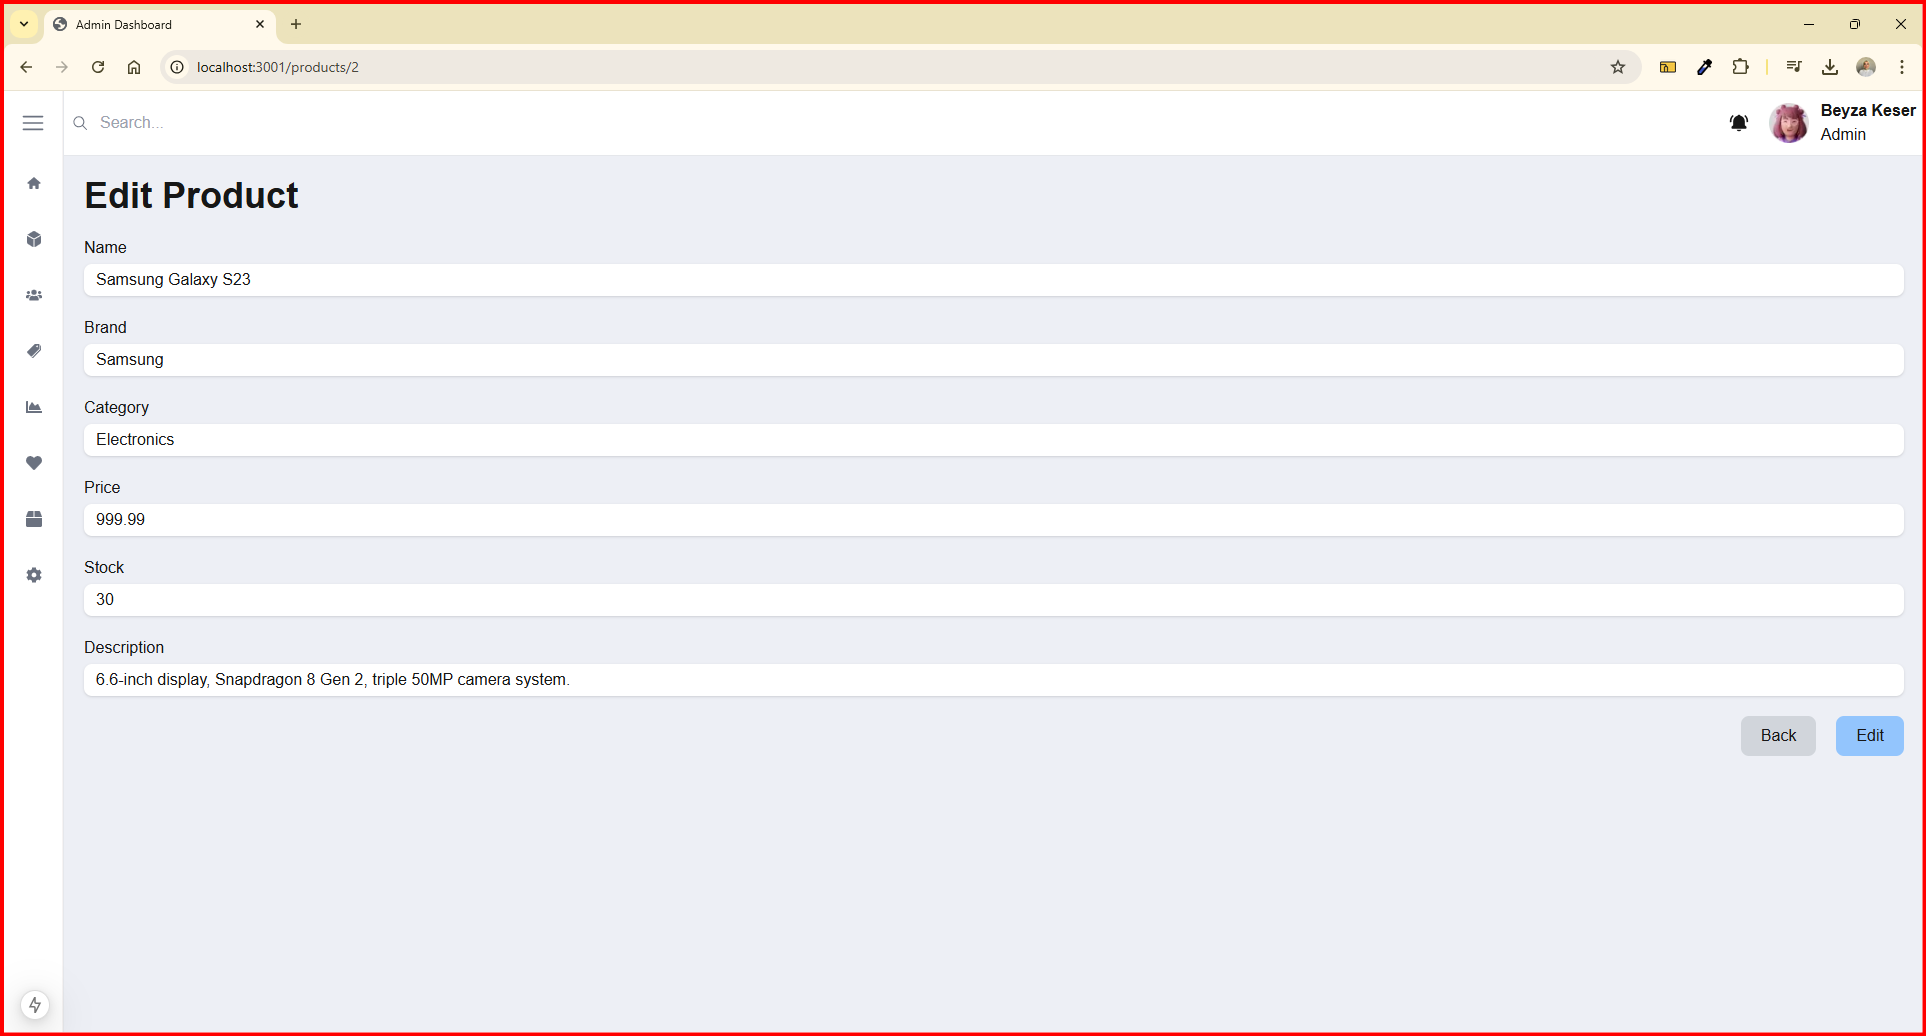 Admin Dashboard
localhost:3001/products/2
Search...
Beyza Keser
Admin
Edit Product
Name
Samsung Galaxy S23
Brand
Samsung
Category
Electronics
Price
999.99
Stock
30
Description
6.6-inch display, Snapdragon 8 Gen 2, triple 50MP camera system.
Back
Edit